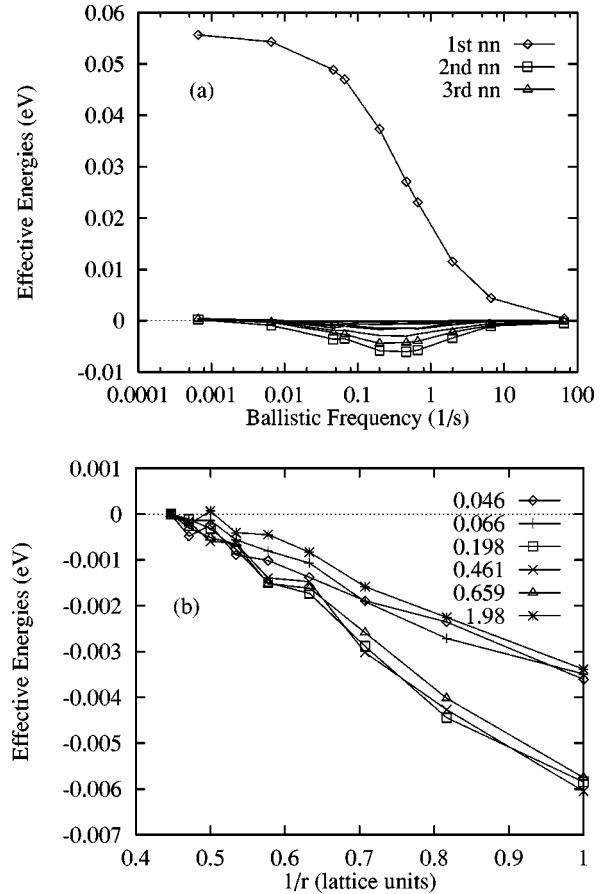 0.06
0.05
0.04
0.03
0.02
0.01
0
-0.01
Effective Energies (eV)
(a)
1st nn
2nd nn
3rd nn
0.0001 0.001 0.01 0.1 1 10 100
Ballistic Frequency (1/s)
0.001
0
-0.001
-0.002
-0.003
-0.004
-0.005
-0.006
-0.007
Effective Energies (eV)
(b)
0.046
0.066
0.198
0.461
0.659
1.98
0.4 0.5 0.6 0.7 0.8 0.9 1
1/r (lattice units)